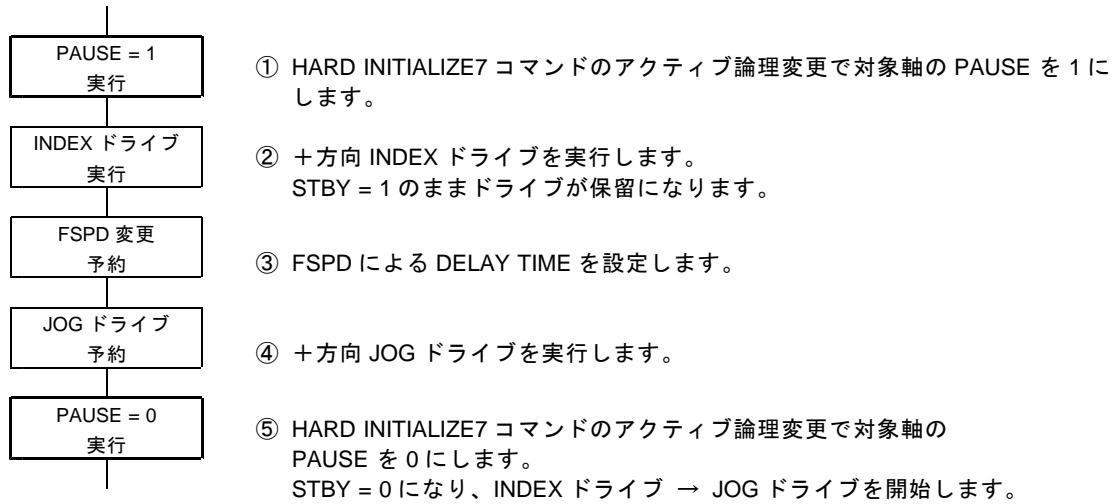 PAUSE = 1
実行
① HARD INITIALIZE7 コマンドのアクティブ論理変更で対象軸の PAUSE を 1 に
します。
INDEX ドライブ
実行
② +方向 INDEX ドライブを実行します。
STBY = 1 のままドライブが保留になります。
FSPD 変更
予約
③ FSPD による DELAY TIME を設定します。
JOG ドライブ
予約
④ +方向 JOG ドライブを実行します。
PAUSE = 0
実行
⑤ HARD INITIALIZE7 コマンドのアクティブ論理変更で対象軸の
PAUSE を 0 にします。
STBY = 0 になり、INDEX ドライブ → JOG ドライブを開始します。